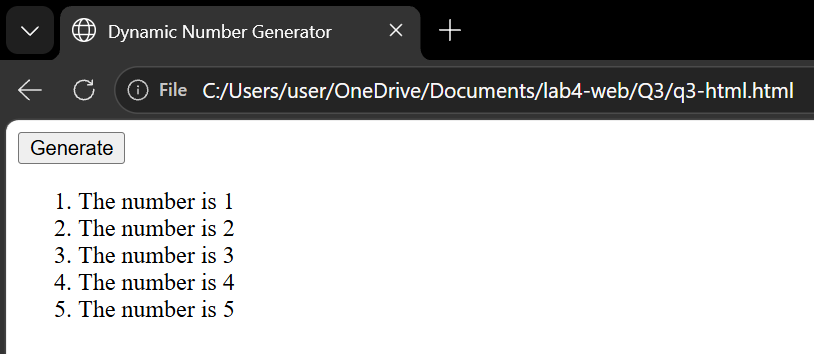 Dynamic Number Generator
File C:/Users/user/OneDrive/Documents/lab4-web/Q3/q3-html.html
Generate
1. The number is 1
2. The number is 2
3. The number is 3
4. The number is 4
5. The number is 5